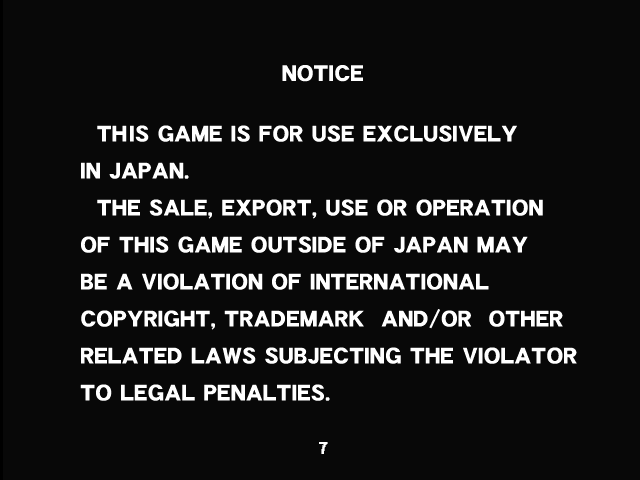 NOTICE
THIS GAME IS FOR USE EXCLUSIVELY
IN JAPAN.
THE SALE, EXPORT, USE OR OPERATION
OF THIS GAME OUTSIDE OF JAPAN MAY
BE A VIOLATION OF INTERNATIONAL
COPYRIGHT, TRADEMARK AND/OR OTHER
RELATED LAWS SUBJECTING THE VIOLATOR
TO LEGAL PENALTIES.
7